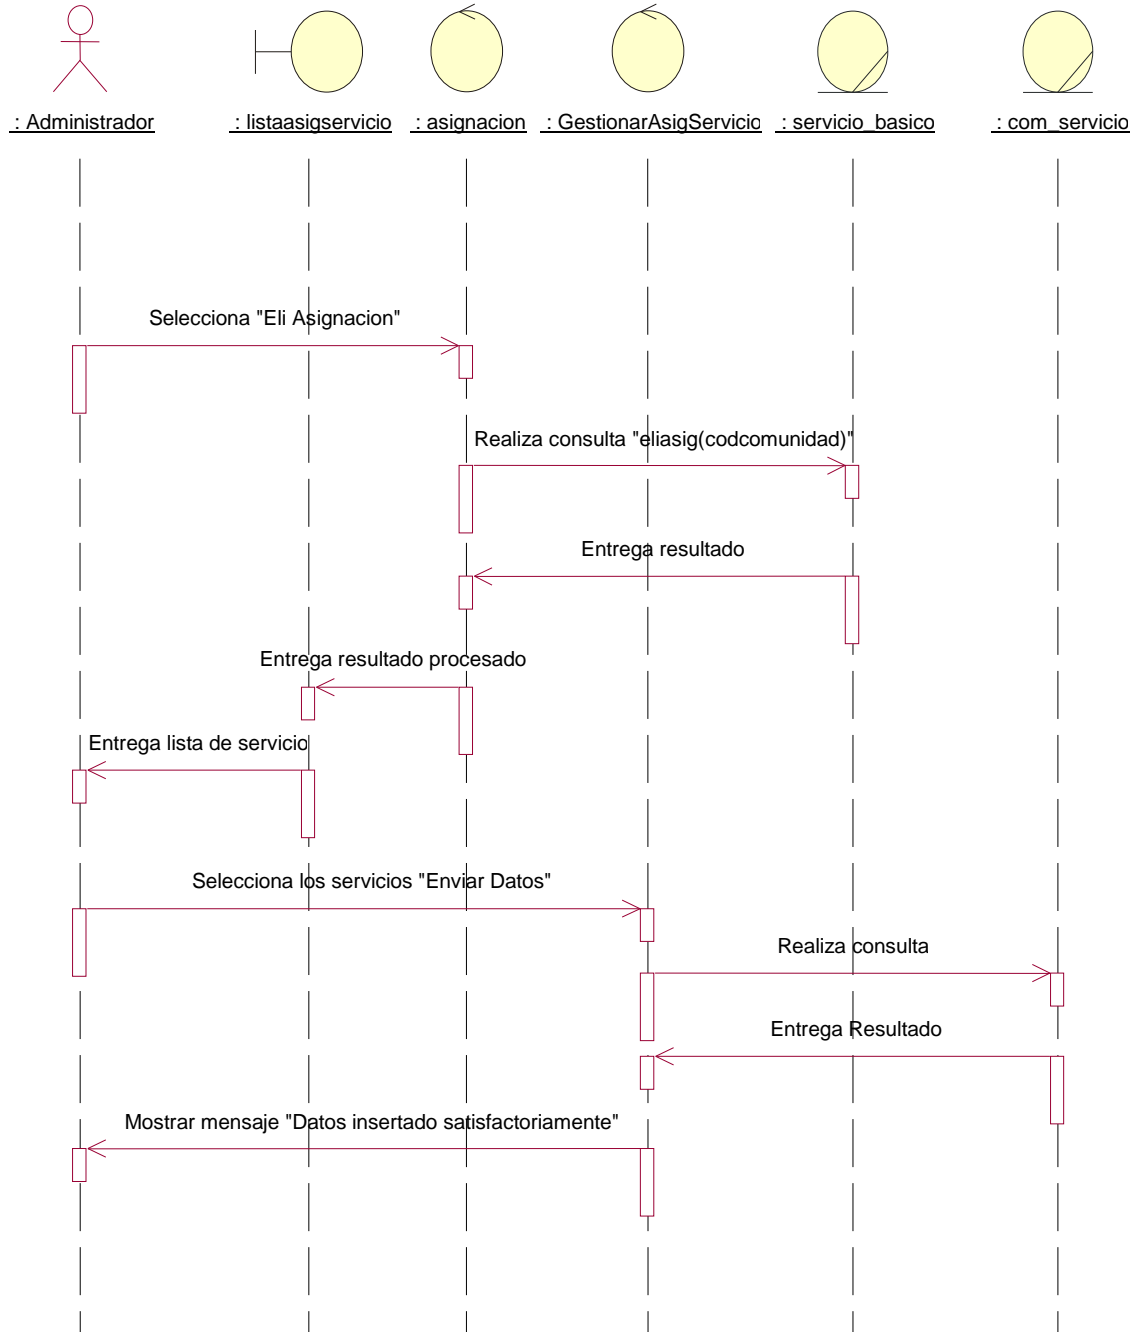 : Administrador
: listaasigservicio
: asignacion
: GestionarAsigServicio
: servicio_basico
: com_servicio
Selecciona "Eli Asignacion"
Realiza consulta "eliasig(codcomunidad)"
Entrega resultado
Entrega resultado procesado
Entrega lista de servicio
Selecciona los servicios "Enviar Datos"
Realiza consulta
Entrega Resultado
Mostrar mensaje "Datos insertado satisfactoriamente"